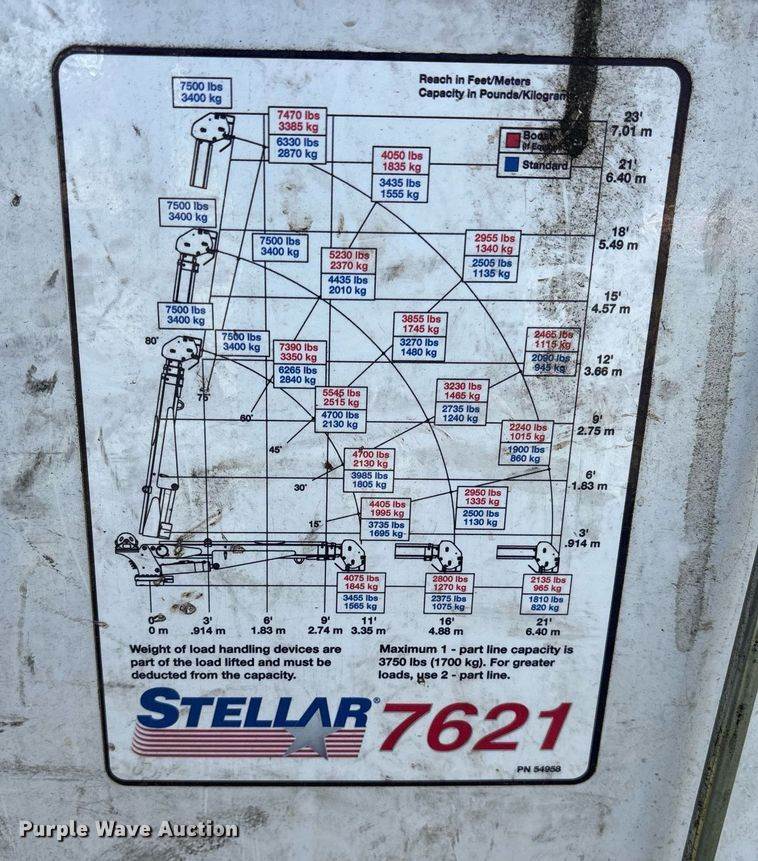 Reach in Feet/Meters
Capacity in Pounds/Kilogram
7500 lbs
3400 kg
7470 lbs
3385 kg
6330 lbs
2870 kg
23'
7.01 m
Standard
21'
6.40 m
4050 lbs
1835 kg
3435 lbs
1555 kg
7500 lbs
3400 kg
7500 lbs
3400 kg
5230 lbs
2370 kg
4435 lbs
2010 kg
2955 lbs
1340 kg
2505 lbs
1135 kg
18'
5.49 m
15'
4.57 m
7500 lbs
3400 kg
7500 lbs
3400 kg
3855 lbs
1745 kg
3270 lbs
1480 kg
2465 lbs
1115 kg
2090 lbs
945 kg
12'
3.66 m
80°
75°
7390 lbs
3350 kg
6265 lbs
2840 kg
60°
5545 lbs
2515 kg
4700 lbs
2130 kg
3230 lbs
1465 kg
2735 lbs
1240 kg
9'
2.75 m
2240 lbs
1015 kg
1900 lbs
860 kg
45°
4700 lbs
2130 kg
3985 lbs
1805 kg
30°
6'
1.83 m
4405 lbs
1995 kg
3735 lbs
1695 kg
2950 lbs
1335 kg
2500 lbs
1130 kg
15°
3'
.914 m
4075 lbs
1845 kg
3455 lbs
1565 kg
2800 lbs
1270 kg
2375 lbs
1075 kg
2135 lbs
965 kg
1810 lbs
820 kg
0' 3' 6' 9' 11' 16' 21'
0 m .914 m 1.83 m 2.74 m 3.35 m 4.88 m 6.40 m
Weight of load handling devices are
part of the load lifted and must be
deducted from the capacity.
Maximum 1 - part line capacity is
3750 lbs (1700 kg). For greater
loads, use 2 - part line.
STELLAR® 7621
PN 54958
Purple Wave Auction